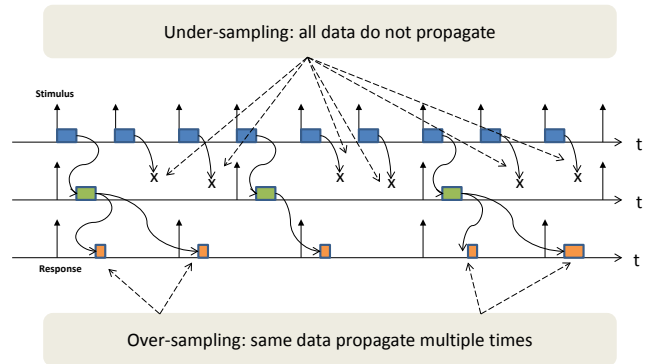 Under-sampling: all data do not propagate
Stimulus
t
X X X X X X
t
Response
t
Over-sampling: same data propagate multiple times